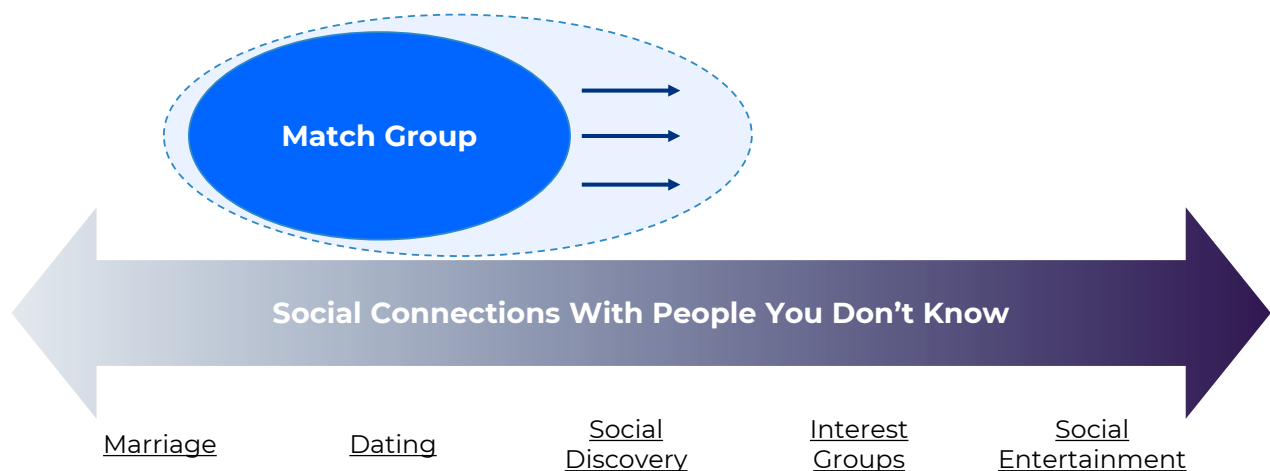 Match Group
Social Connections With People You Don’t Know
Marriage
Dating
Social
Discovery
Interest
Groups
Social
Entertainment